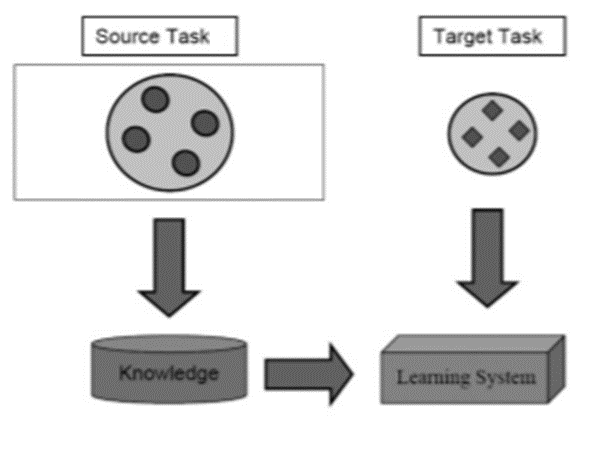 Source Task
Target Task
Knowledge
Learning System